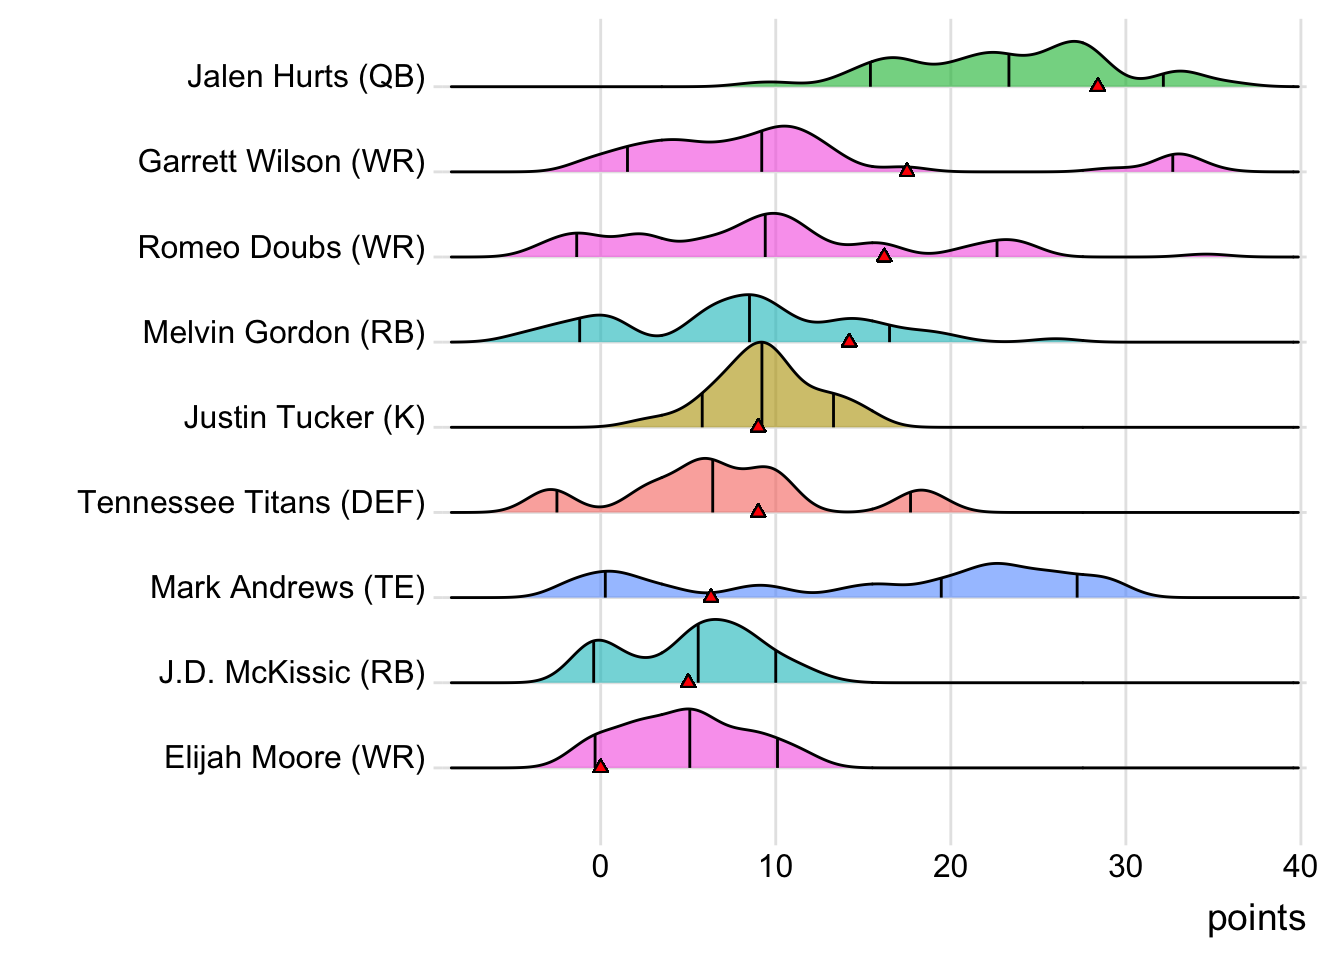 Jalen Hurts (QB)
Garrett Wilson (WR)
Romeo Doubs (WR)
Melvin Gordon (RB)
Justin Tucker (K)
Tennessee Titans (DEF)
Mark Andrews (TE)
J.D. McKissic (RB)
Elijah Moore (WR)
0 10 20 30 40
points